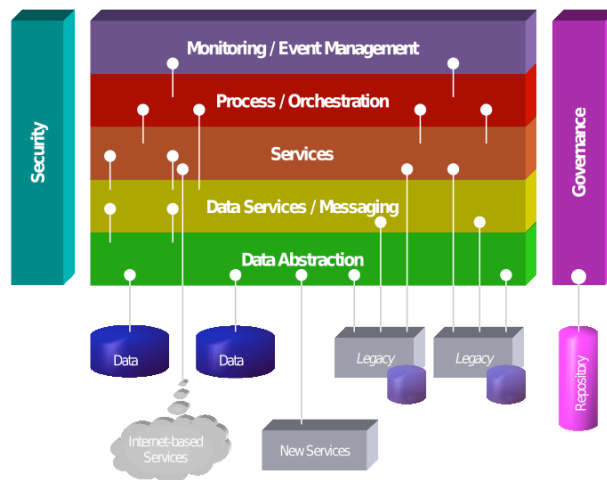 Monitoring / Event Management
Process / Orchestration
Services
Data Services / Messaging
Data Abstraction
Security
Governance
Data
Data
Legacy
Legacy
Repository
Internet-based
Services
New Services